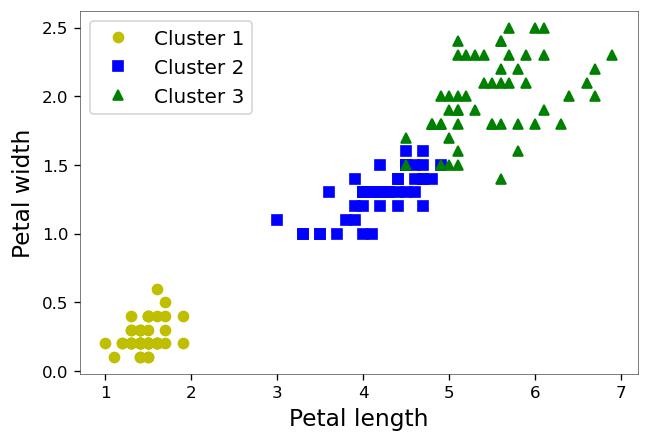 2.5
2.0
1.5
1.0
0.5
0.0
Petal width
Cluster 1
Cluster 2
Cluster 3
1 2 3 4 5 6 7
Petal length